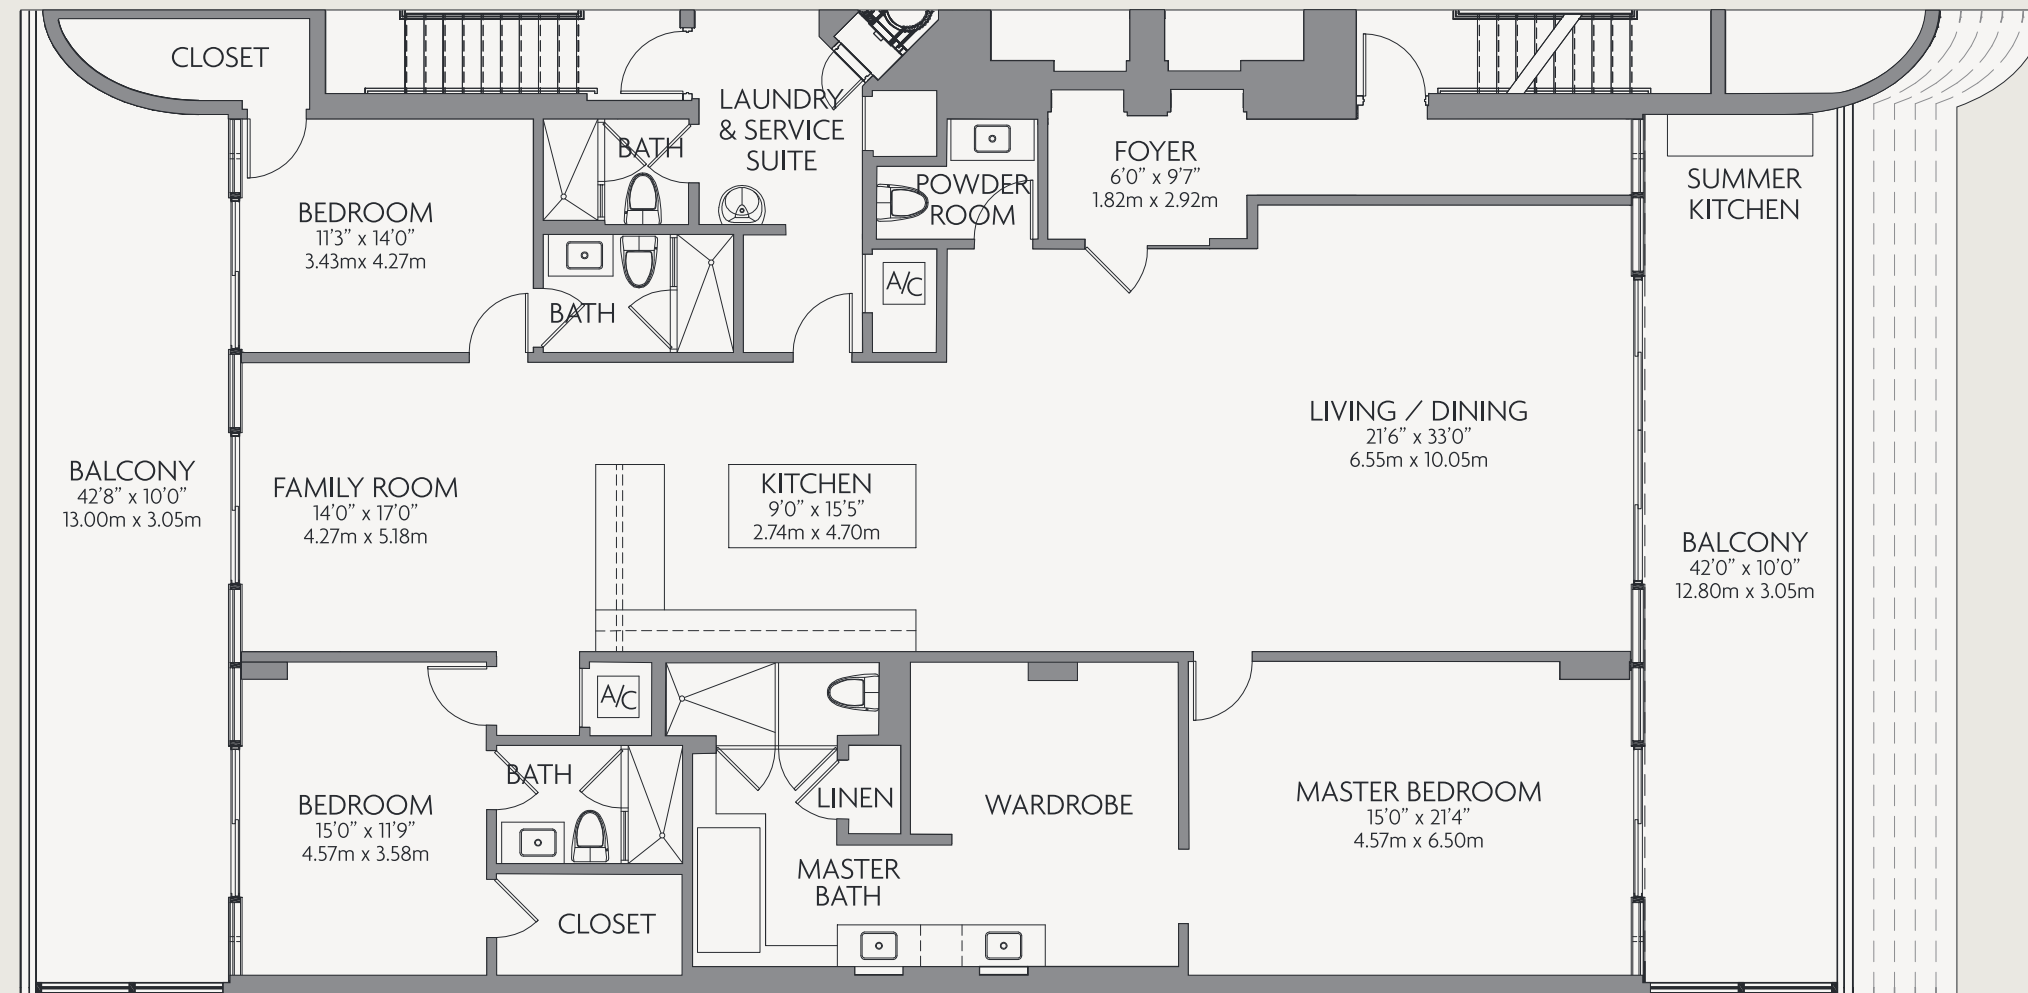 CLOSET
LAUNDRY
& SERVICE
SUITE
BATH
FOYER
6'0" x 9'7"
1.82m x 2.92m
POWDER
ROOM
SUMMER
KITCHEN
BEDROOM
11'3" x 14'0"
3.43mx 4.27m
BATH
A/C
LIVING / DINING
21'6" x 33'0"
6.55m x 10.05m
BALCONY
42'8" x 10'0"
13.00m x 3.05m
FAMILY ROOM
14'0" x 17'0"
4.27m x 5.18m
KITCHEN
9'0" x 15'5"
2.74m x 4.70m
BALCONY
42'0" x 10'0"
12.80m x 3.05m
A/C
BATH
BEDROOM
15'0" x 11'9"
4.57m x 3.58m
LINEN
WARDROBE
MASTER BEDROOM
15'0" x 21'4"
4.57m x 6.50m
MASTER
BATH
CLOSET